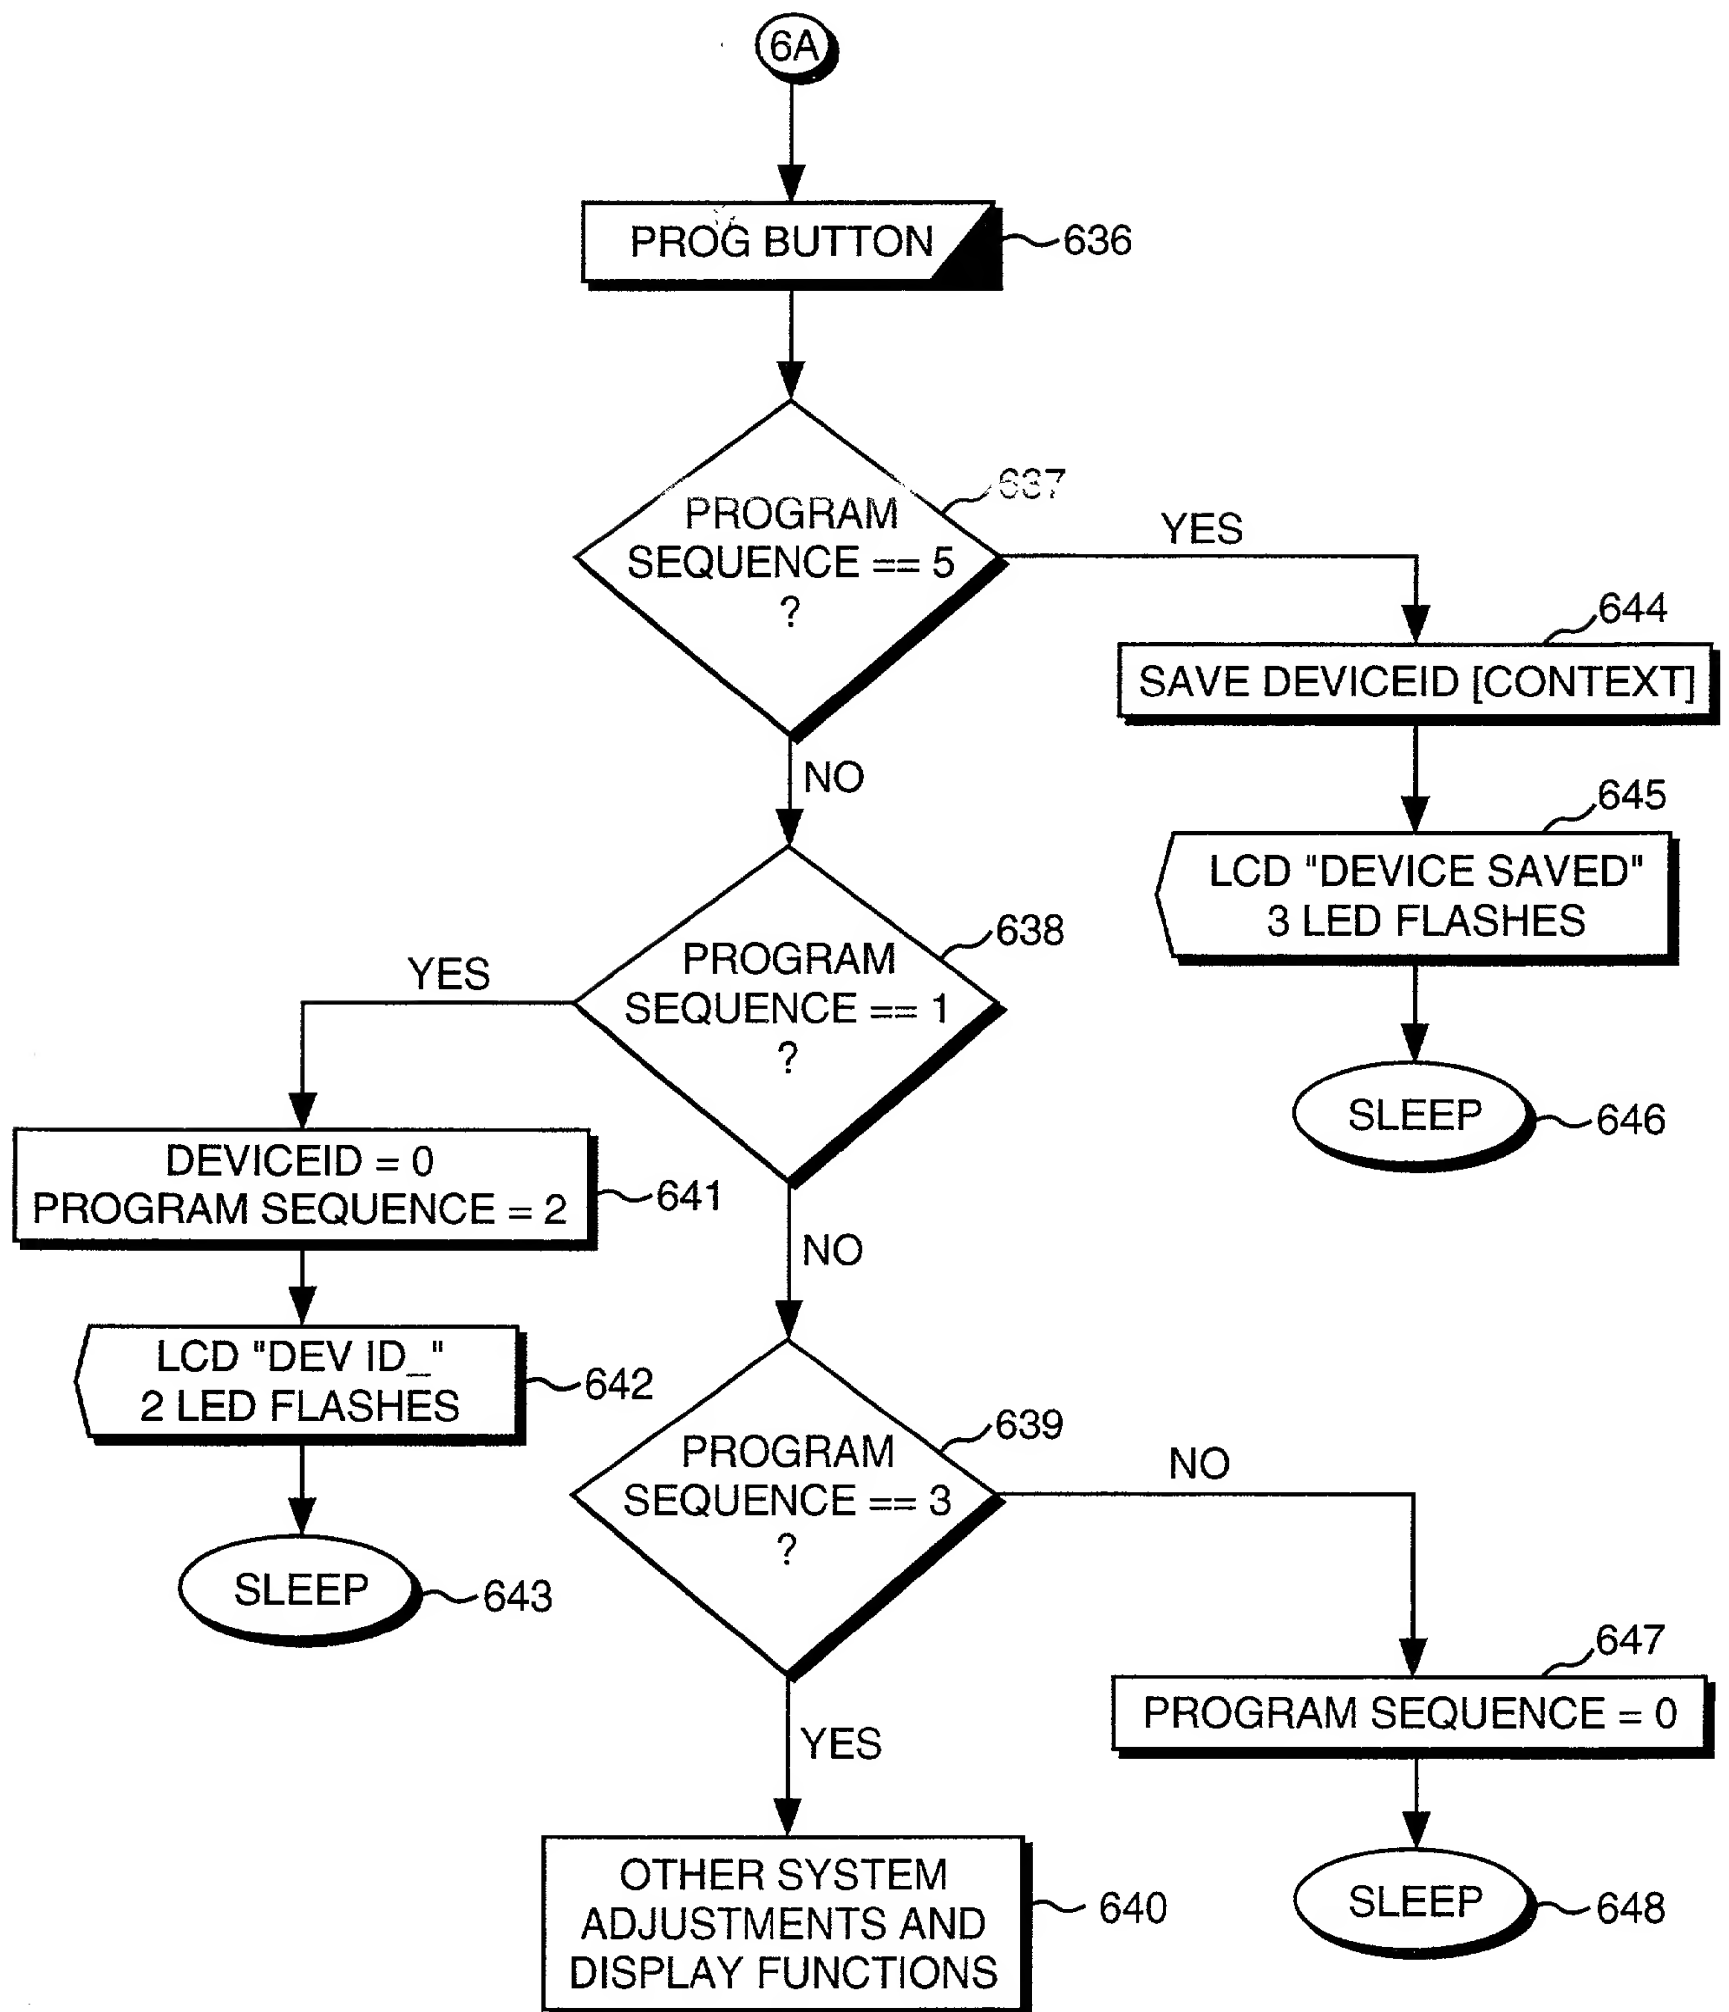 6A
PROG BUTTON
636
PROGRAM
SEQUENCE == 5
?
637
YES
644
SAVE DEVICEID [CONTEXT]
NO
645
LCD "DEVICE SAVED"
3 LED FLASHES
SLEEP
646
PROGRAM
SEQUENCE == 1
?
638
YES
DEVICEID = 0
PROGRAM SEQUENCE = 2
641
LCD "DEV ID_"
2 LED FLASHES
642
SLEEP
643
NO
PROGRAM
SEQUENCE == 3
?
639
NO
647
PROGRAM SEQUENCE = 0
SLEEP
648
YES
OTHER SYSTEM
ADJUSTMENTS AND
DISPLAY FUNCTIONS
640